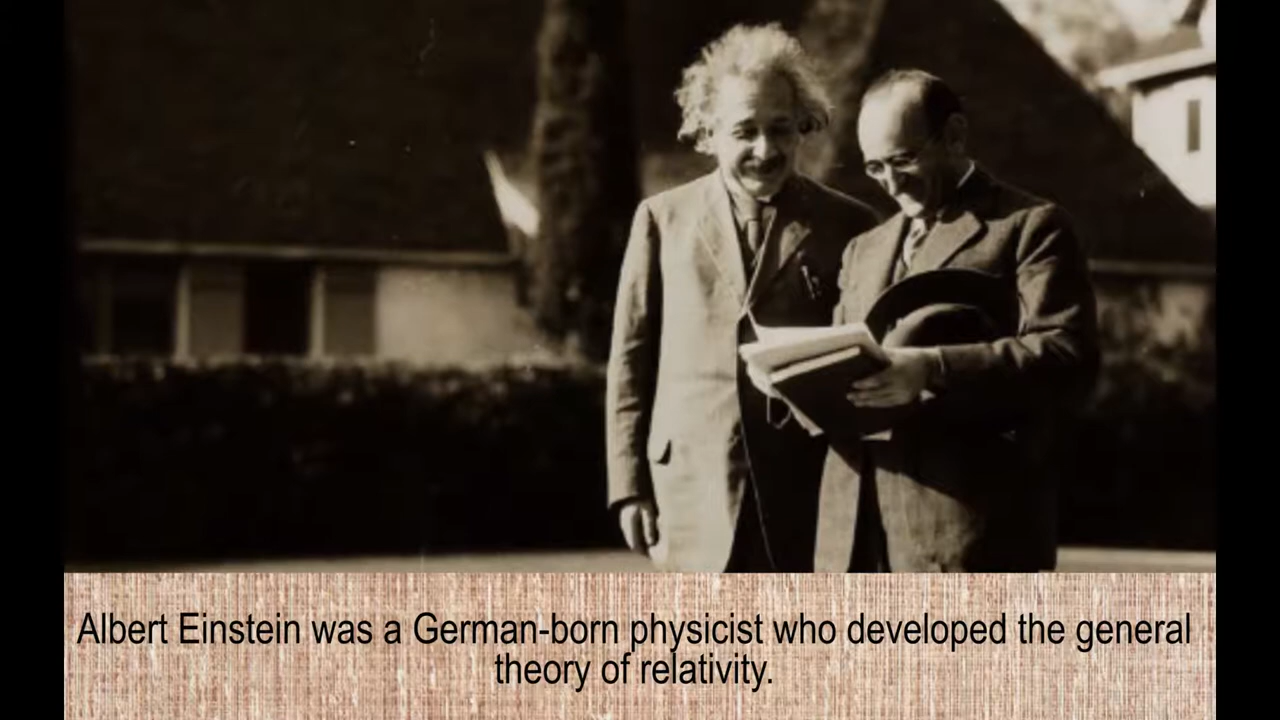 Albert Einstein was a German-born physicist who developed the general
theory of relativity.